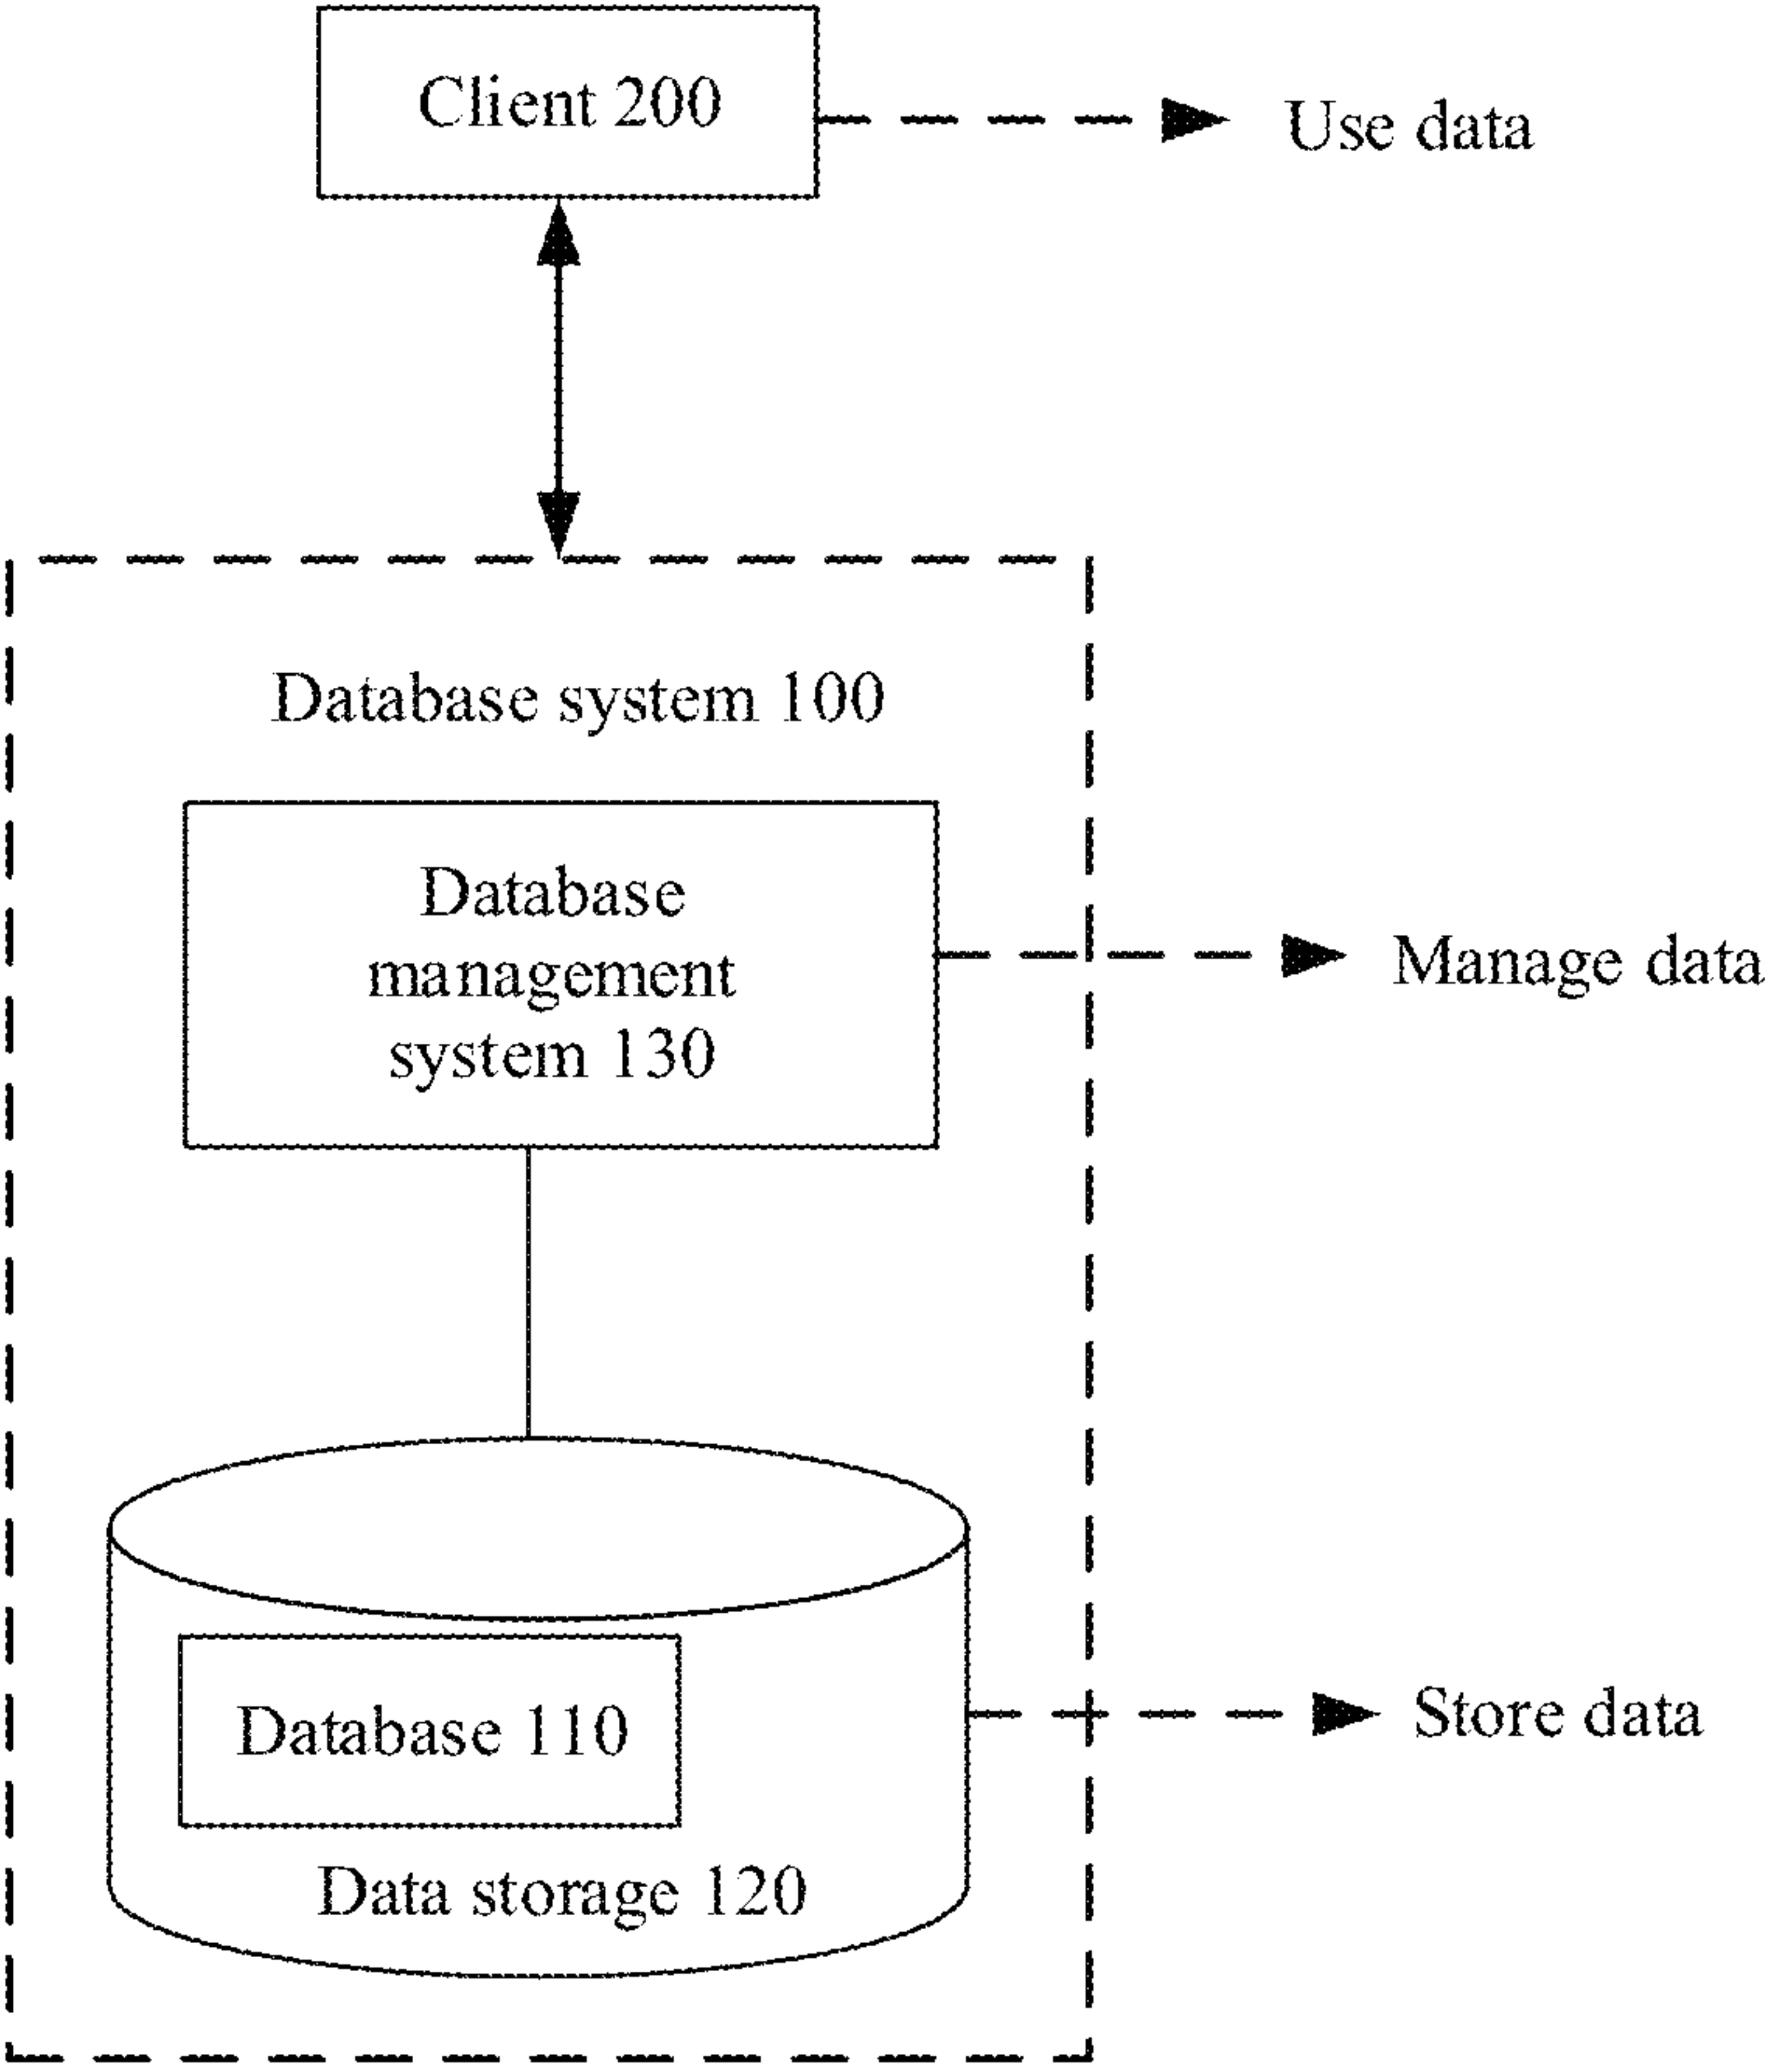 Client 200
Use data
Database system 100
Database
management
system 130
Manage data
Database 110
Store data
Data storage 120